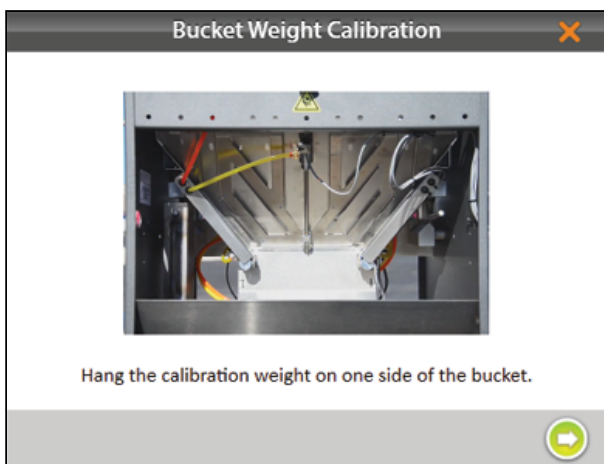 Bucket Weight Calibration
Hang the calibration weight on one side of the bucket.